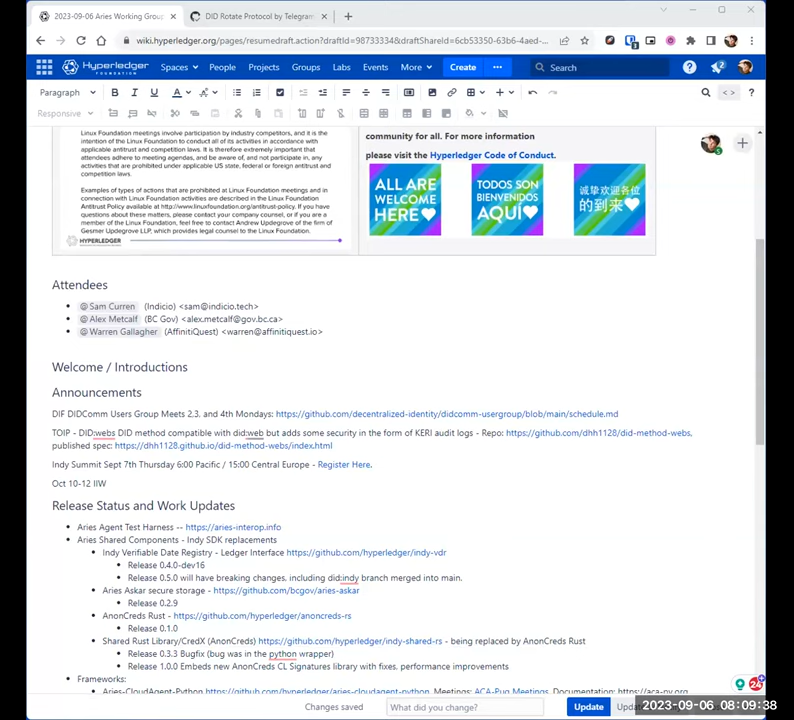 2023-09-06 Aries Working Group
DID Rotate Protocol by Telegram
wiki.hyperledger.org/pages/resumedraft.action?draftId=98733334&draftShareId=6cb53350-63b6-4aed-...
HYPERLEDGER
FOUNDATION
Spaces
People
Projects
Groups
Labs
Events
More
Create
Search
Paragraph
B I U A
Responsive
Linux Foundation meetings involve participation by industry competitors, and it is the
intention of the Linux Foundation to conduct all of its activities in accordance with
applicable antitrust and competition laws. It is therefore extremely important that
attendees adhere to meeting agendas, and be aware of, and not participate in, any
activities that are prohibited under applicable US state, federal or foreign antitrust and
competition laws.
Examples of types of actions that are prohibited at Linux Foundation meetings and in
connection with Linux Foundation activities are described in the Linux Foundation
Antitrust Policy available at http://www.linuxfoundation.org/antitrust-policy. If you have
questions about these matters, please contact your company counsel, or if you are a
member of the Linux Foundation, feel free to contact Andrew Updegrove of the firm of
Gesmer Updegrove LLP, which provides legal counsel to the Linux Foundation.
HYPERLEDGER
community for all. For more information
please visit the Hyperledger Code of Conduct.
ALL ARE
WELCOME
HERE
TODOS SON
BIENVENIDOS
AQUÍ
诚挚欢迎各位
的到来
Attendees
@Sam Curren (Indicio) <sam@indicio.tech>
@Alex Metcalf (BC Gov) <alex.metcalf@gov.bc.ca>
@Warren Gallagher (AffinitiQuest) <warren@affinitiquest.io>
Welcome / Introductions
Announcements
DIF DIDComm Users Group Meets 2,3, and 4th Mondays: https://github.com/decentralized-identity/didcomm-usergroup/blob/main/schedule.md
TOIP - DID:webs DID method compatible with did:web but adds some security in the form of KERI audit logs - Repo: https://github.com/dhh1128/did-method-webs,
published spec: https://dhh1128.github.io/did-method-webs/index.html
Indy Summit Sept 7th Thursday 6:00 Pacific / 15:00 Central Europe - Register Here.
Oct 10-12 IIW
Release Status and Work Updates
Aries Agent Test Harness -- https://aries-interop.info
Aries Shared Components - Indy SDK replacements
Indy Verifiable Date Registry - Ledger Interface https://github.com/hyperledger/indy-vdr
Release 0.4.0-dev16
Release 0.5.0 will have breaking changes, including did:indy branch merged into main.
Aries Askar secure storage - https://github.com/bcgov/aries-askar
Release 0.2.9
AnonCreds Rust - https://github.com/hyperledger/anoncreds-rs
Release 0.1.0
Shared Rust Library/CredX (AnonCreds) https://github.com/hyperledger/indy-shared-rs - being replaced by AnonCreds Rust
Release 0.3.3 Bugfix (bug was in the python wrapper)
Release 1.0.0 Embeds new AnonCreds CL Signatures library with fixes, performance improvements
Frameworks:
Aries-CloudAgent-Python https://github.com/hyperledger/aries-cloudagent-python, Meetings: ACA-Pug Meetings, Documentation: https://aca-py.org
24
Changes saved
What did you change?
Update
2023-09-06 08:09:38